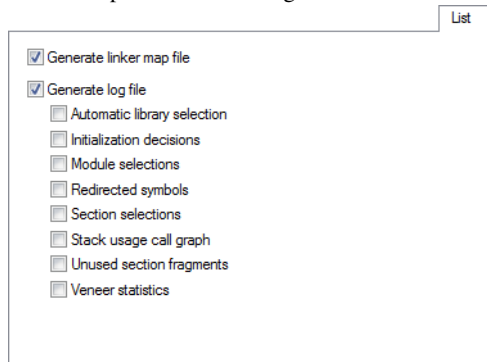 List
Generate linker map file
Generate log file
Automatic library selection
Initialization decisions
Module selections
Redirected symbols
Section selections
Stack usage call graph
Unused section fragments
Veneer statistics